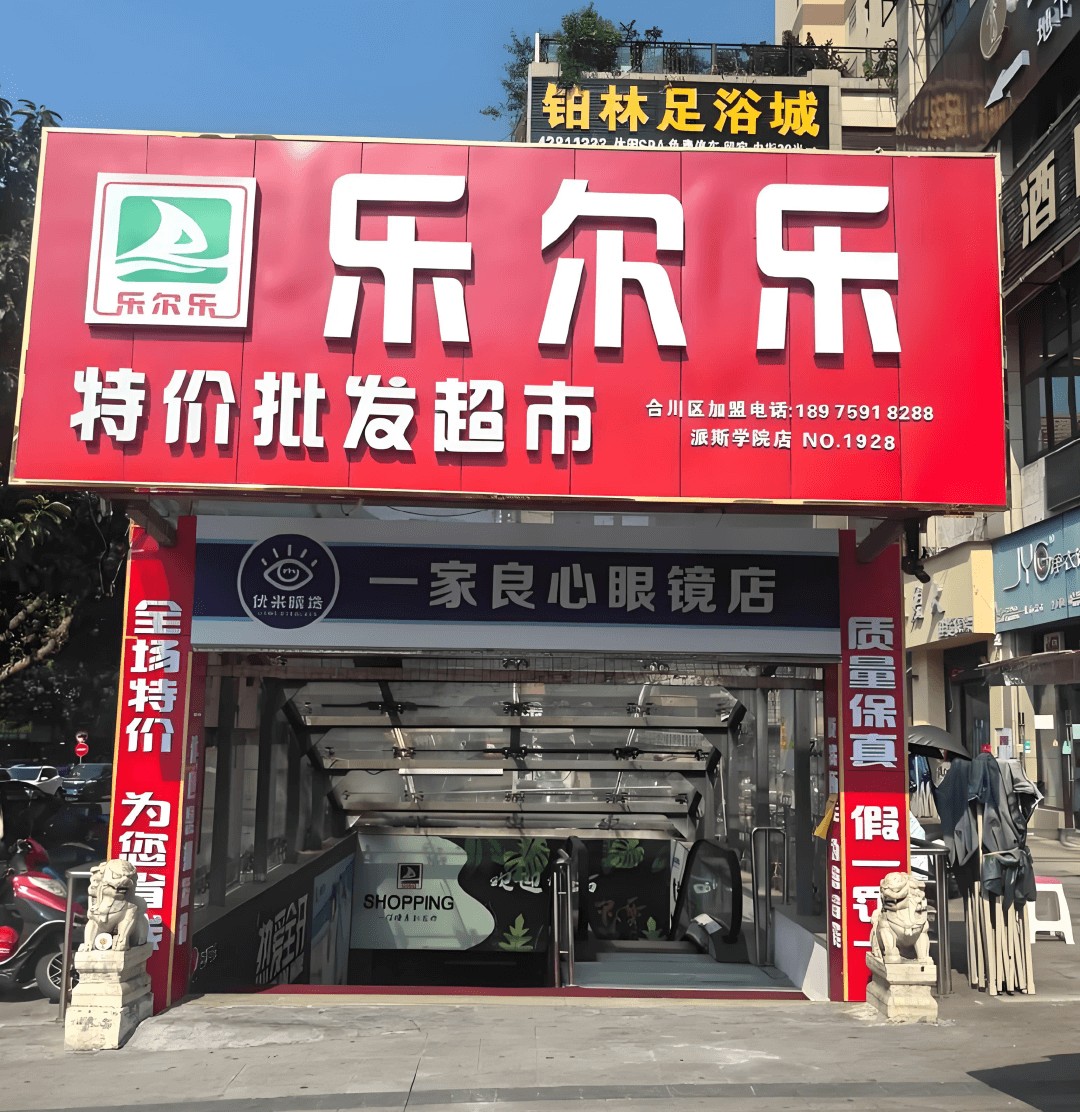 铂林足浴城
酒
乐尔乐
乐尔乐
特价批发超市
合川区加盟电话:189 7591 8288
派斯学院店 NO.1928
优米眼镜
一家良心眼镜店
JYC
全场特价 为您省钱
质量保真 假一罚
SHOPPING
欢迎